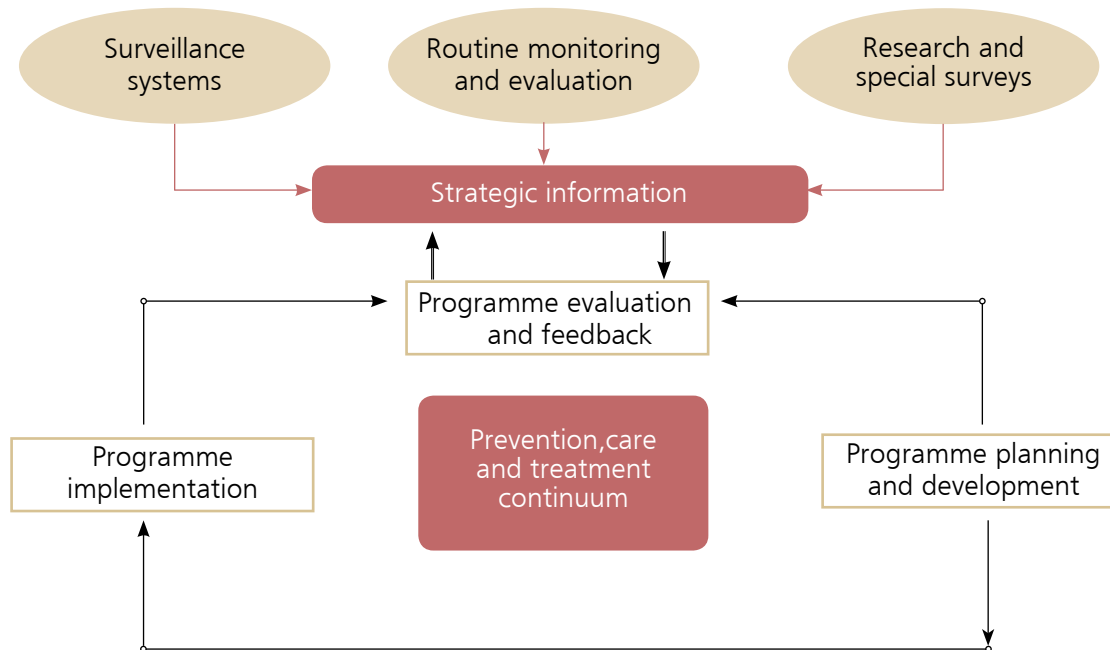 Surveillance
systems
Routine monitoring
and evaluation
Research and
special surveys
Strategic information
Programme evaluation
and feedback
Prevention,care
and treatment
continuum
Programme
implementation
Programme planning
and development